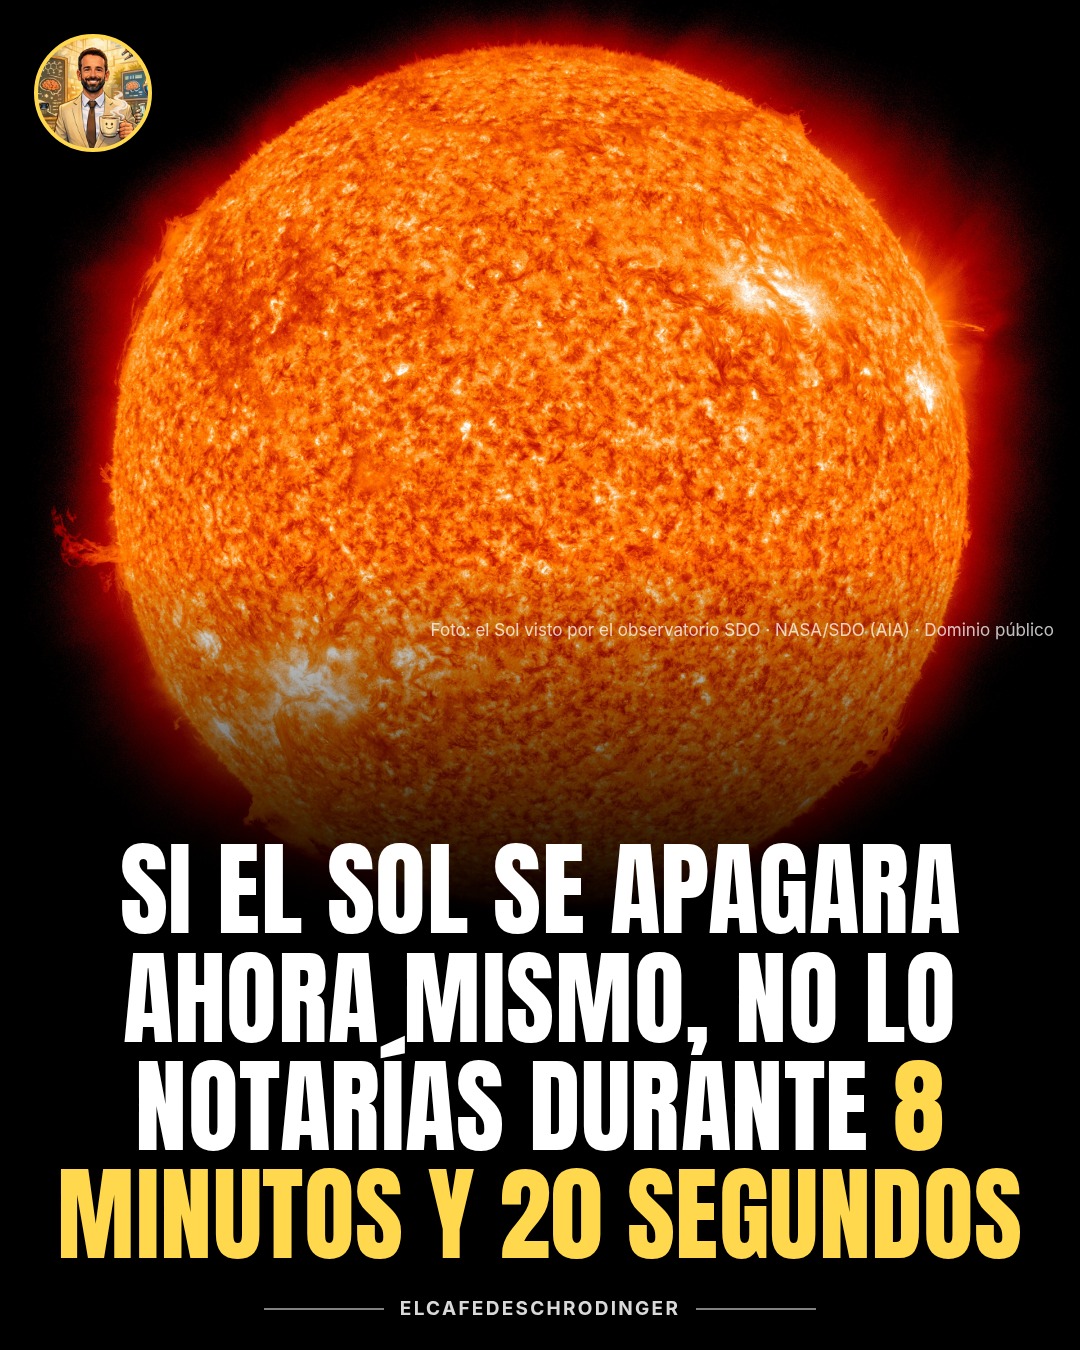 Foto: el Sol visto por el observatorio SDO · NASA/SDO (AIA) · Dominio público
SI EL SOL SE APAGARA
AHORA MISMO, NO LO
NOTARÍAS DURANTE 8
MINUTOS Y 20 SEGUNDOS
ELCAFEDESCHRODINGER